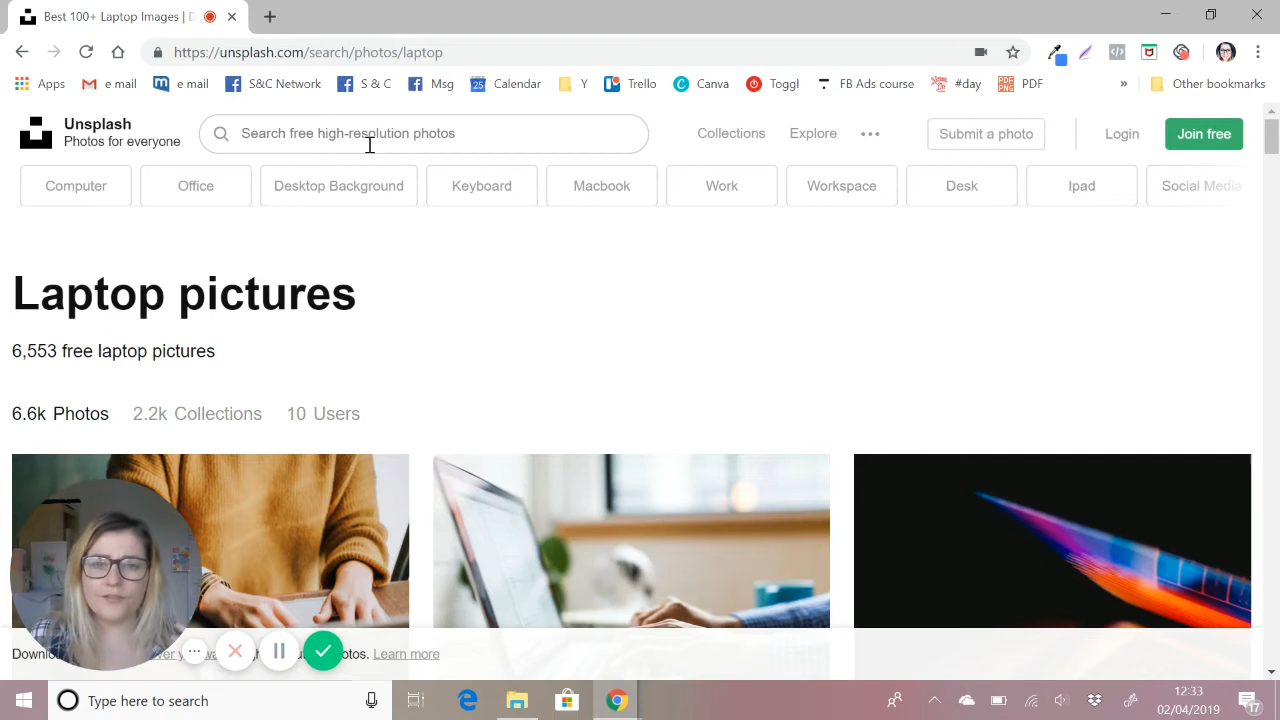 Best 100+ Laptop Images | D
https://unsplash.com/search/photos/laptop
Apps
e mail
e mail
S&C Network
S & C
Msg
25
Calendar
Y
Trello
Canva
Toggl
FB Ads course
#day
PDF
»
Other bookmarks
Unsplash
Photos for everyone
Search free high-resolution photos
Collections
Explore
Submit a photo
Login
Join free
Computer
Office
Desktop Background
Keyboard
Macbook
Work
Workspace
Desk
Ipad
Social Media
Laptop pictures
6,553 free laptop pictures
6.6k Photos
2.2k Collections
10 Users
Learn more
Type here to search
12:33
02/04/2019
17